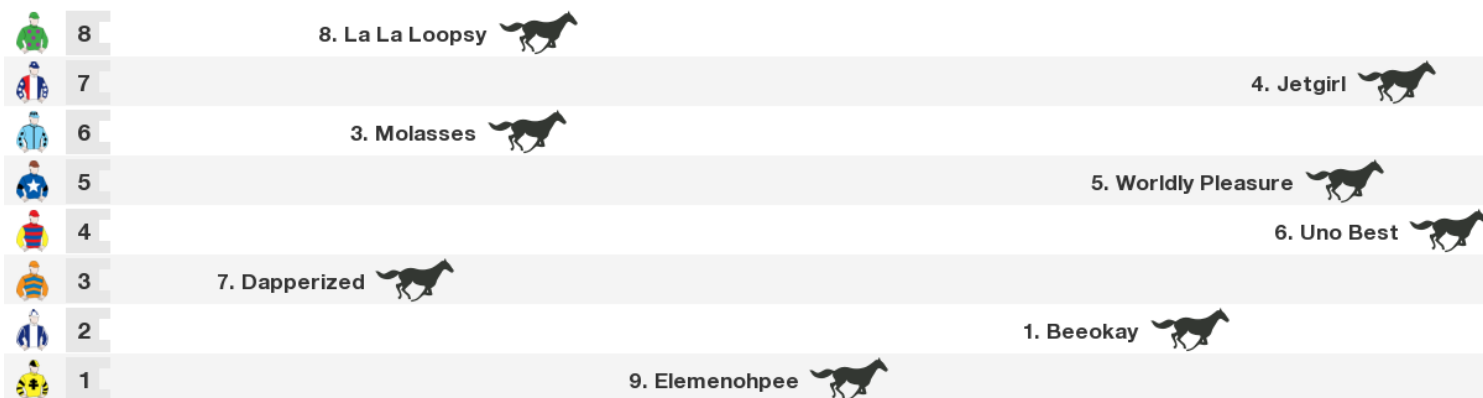 8 8. La La Loopsy
7 4. Jetgirl
6 3. Molasses
5 5. Worldly Pleasure
4 6. Uno Best
3 7. Dapperized
2 1. Beeokay
1 9. Elemenohpee